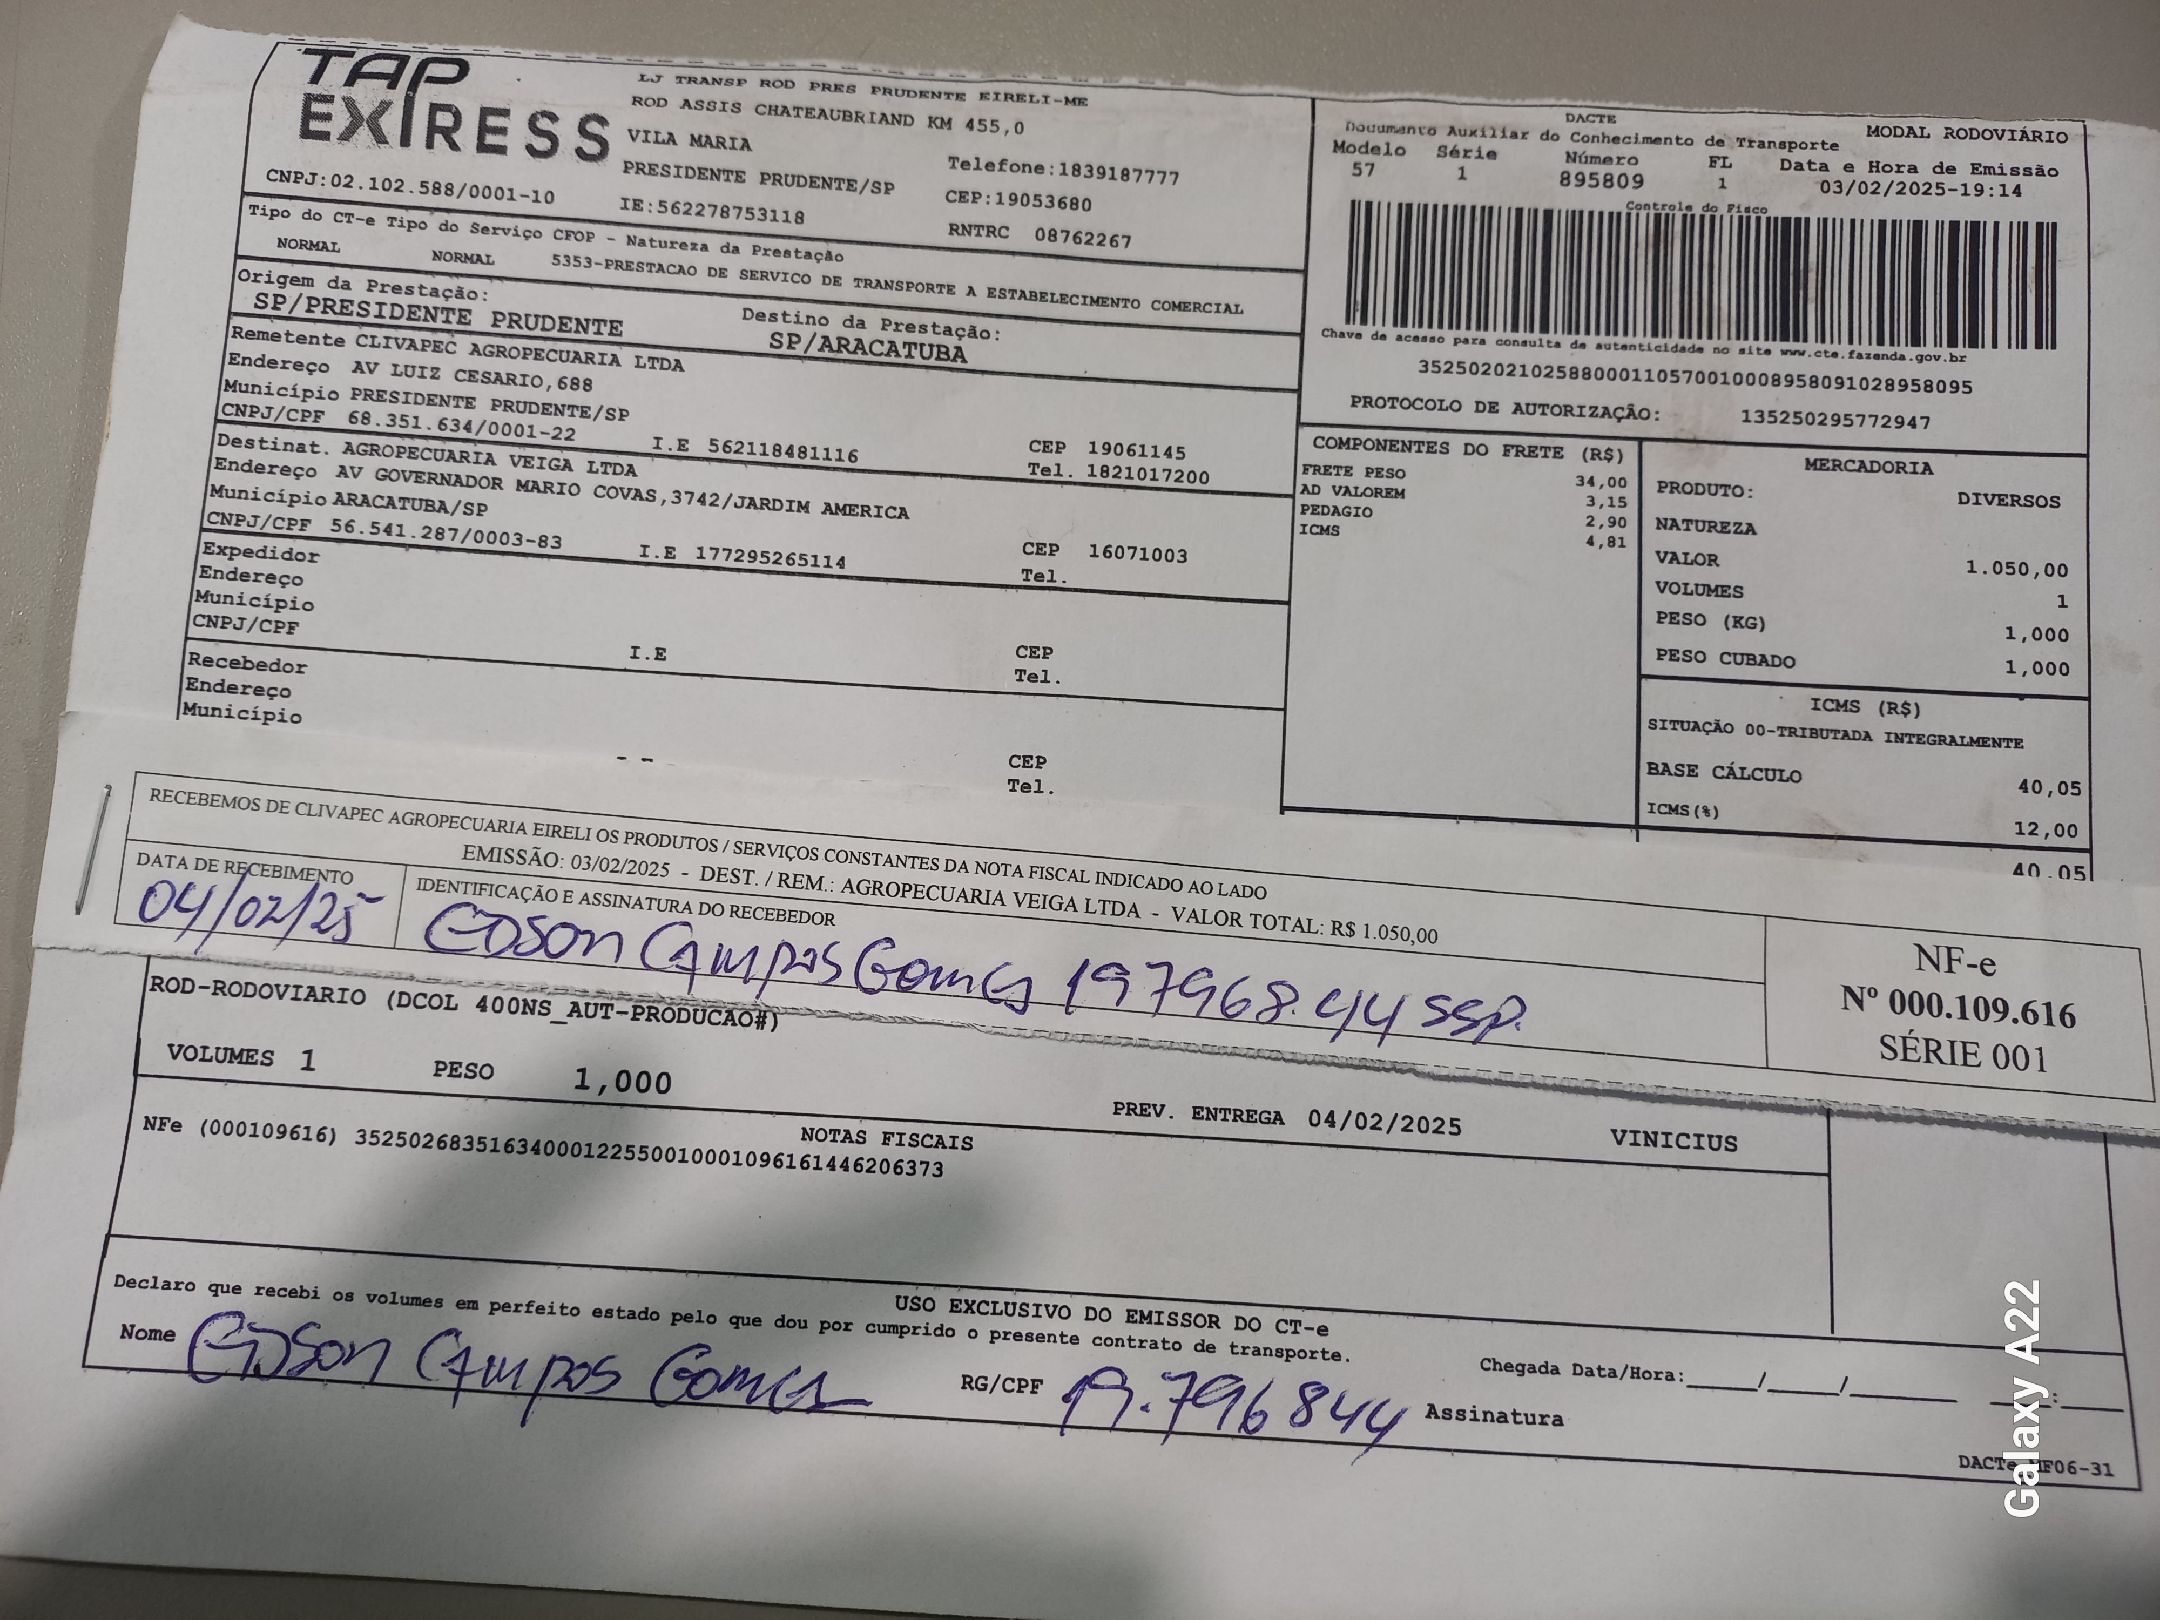 TAP
EXPRESS
LJ TRANSP ROD PRES PRUDENTE EIRELI-ME
ROD ASSIS CHATEAUBRIAND KM 455,0
VILA MARIA
PRESIDENTE PRUDENTE/SP
Telefone:1839187777
CEP:19053680
CNPJ:02.102.588/0001-10
IE:562278753118
RNTRC 08762267
DACTE
MODAL RODOVIÁRIO
Documento Auxiliar do Conhecimento de Transporte
Modelo Série Número FL Data e Hora de Emissão
57 1 895809 1 03/02/2025-19:14
Controle do Fisco
Chave de acesso para consulta de autenticidade no site www.cte.fazenda.gov.br
35250202102588000110570010008958091028958095
PROTOCOLO DE AUTORIZAÇÃO: 135250295772947
Tipo do CT-e Tipo do Serviço CFOP - Natureza da Prestação
NORMAL NORMAL 5353-PRESTACAO DE SERVICO DE TRANSPORTE A ESTABELECIMENTO COMERCIAL
Origem da Prestação: Destino da Prestação:
SP/PRESIDENTE PRUDENTE SP/ARACATUBA
Remetente CLIVAPEC AGROPECUARIA LTDA
Endereço AV LUIZ CESARIO,688
Município PRESIDENTE PRUDENTE/SP CEP 19061145
CNPJ/CPF 68.351.634/0001-22 I.E 562118481116 Tel. 1821017200
Destinat. AGROPECUARIA VEIGA LTDA
Endereço AV GOVERNADOR MARIO COVAS,3742/JARDIM AMERICA
Município ARACATUBA/SP CEP 16071003
CNPJ/CPF 56.541.287/0003-83 I.E 177295265114 Tel.
Expedidor
Endereço
Município CEP
CNPJ/CPF I.E Tel.
Recebedor
Endereço
Município CEP
-- Tel.
COMPONENTES DO FRETE (R$)
FRETE PESO 34,00
AD VALOREM 3,15
PEDAGIO 2,90
ICMS 4,81
MERCADORIA
PRODUTO: DIVERSOS
NATUREZA
VALOR 1.050,00
VOLUMES 1
PESO (KG) 1,000
PESO CUBADO 1,000
ICMS (R$)
SITUAÇÃO 00-TRIBUTADA INTEGRALMENTE
BASE CÁLCULO 40,05
ICMS(%) 12,00
40,05
RECEBEMOS DE CLIVAPEC AGROPECUARIA EIRELI OS PRODUTOS / SERVIÇOS CONSTANTES DA NOTA FISCAL INDICADO AO LADO
EMISSÃO: 03/02/2025 - DEST. / REM.: AGROPECUARIA VEIGA LTDA - VALOR TOTAL: R$ 1.050,00
DATA DE RECEBIMENTO IDENTIFICAÇÃO E ASSINATURA DO RECEBEDOR
04/02/25 EDSON CAMPOS GOMES 197968.44 SSP.
NF-e
Nº 000.109.616
SÉRIE 001
ROD-RODOVIARIO (DCOL 400NS_AUT-PRODUCAO#)
VOLUMES 1 PESO 1,000 PREV. ENTREGA 04/02/2025 VINICIUS
NOTAS FISCAIS
NFe (000109616) 35250268351634000122550010001096161446206373
USO EXCLUSIVO DO EMISSOR DO CT-e
Declaro que recebi os volumes em perfeito estado pelo que dou por cumprido o presente contrato de transporte.
Chegada Data/Hora:____/____/______ ____:____
Nome EDSON CAMPOS GOMES RG/CPF 19.796844 Assinatura
DACTe MF06-31
Galaxy A22